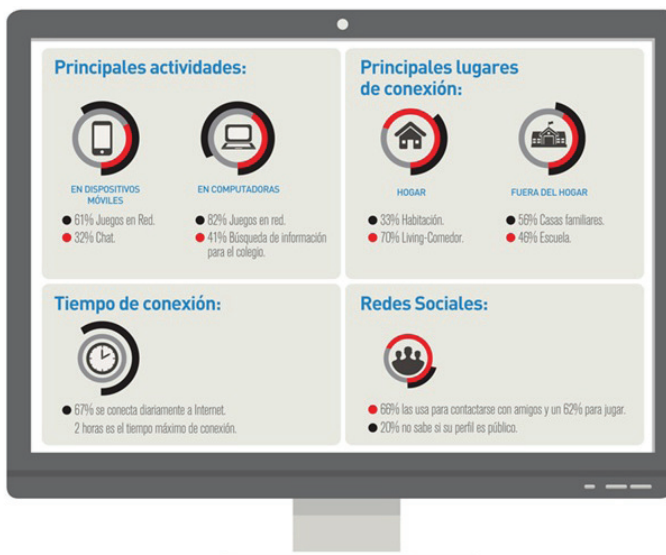 Principales actividades:
EN DISPOSITIVOS
MÓVILES
61% Juegos en Red.
32% Chat.
EN COMPUTADORAS
82% Juegos en red.
41% Búsqueda de información
para el colegio.
Principales lugares
de conexión:
HOGAR
33% Habitación.
70% Living-Comedor.
FUERA DEL HOGAR
56% Casas familiares.
46% Escuela.
Tiempo de conexión:
67% se conecta diariamente a Internet.
2 horas es el tiempo máximo de conexión.
Redes Sociales:
66% las usa para contactarse con amigos y un 62% para jugar.
20% no sabe si su perfil es público.